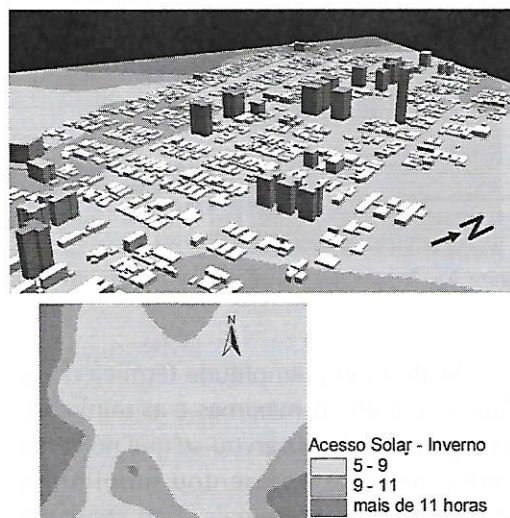 N
N
Acesso Solar - Inverno
5 - 9
9 - 11
mais de 11 horas